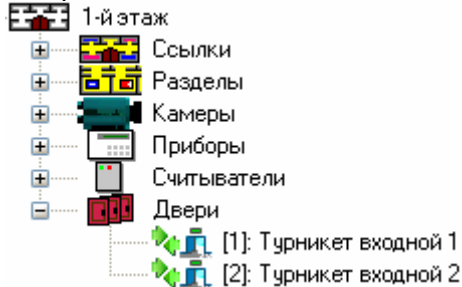 1-й этаж
Ссылки
Разделы
Камеры
Приборы
Считыватели
Двери
[1]: Турникет входной 1
[2]: Турникет входной 2